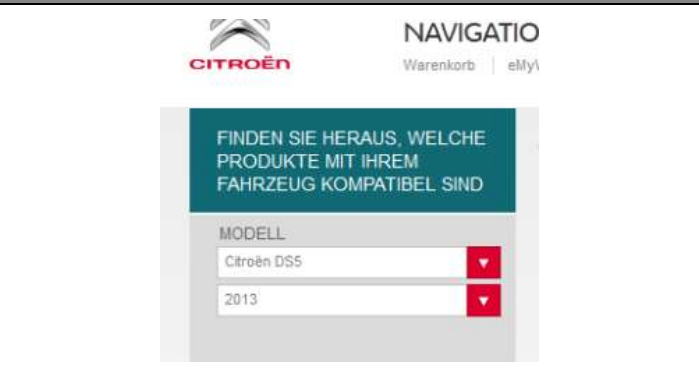 NAVIGATIO
CITROËN
Warenkorb
FINDEN SIE HERAUS, WELCHE
PRODUKTE MIT IHREM
FAHRZEUG KOMPATIBEL SIND
MODELL
Citroën DS5
2013